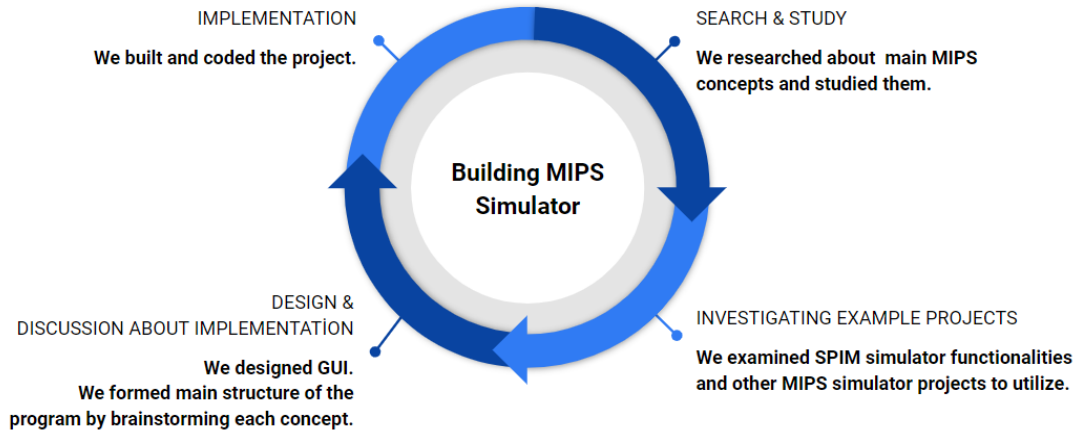 IMPLEMENTATION
We built and coded the project.
SEARCH & STUDY
We researched about main MIPS
concepts and studied them.
Building MIPS
Simulator
DESIGN &
DISCUSSION ABOUT IMPLEMENTATİON
We designed GUI.
We formed main structure of the
program by brainstorming each concept.
INVESTIGATING EXAMPLE PROJECTS
We examined SPIM simulator functionalities
and other MIPS simulator projects to utilize.